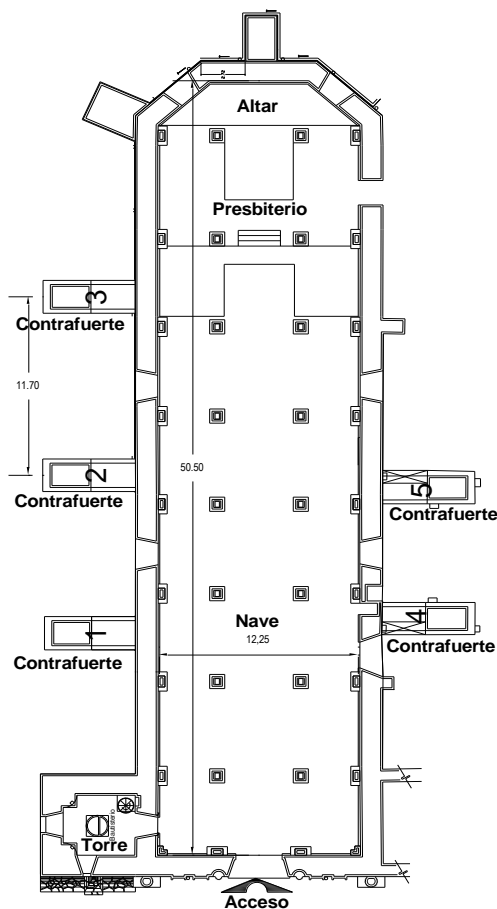 Altar
Presbiterio
3
Contrafuerte
11.70
50.50
2
Contrafuerte
5
Contrafuerte
1
Contrafuerte
Nave
12,25
4
Contrafuerte
Torre
Acceso